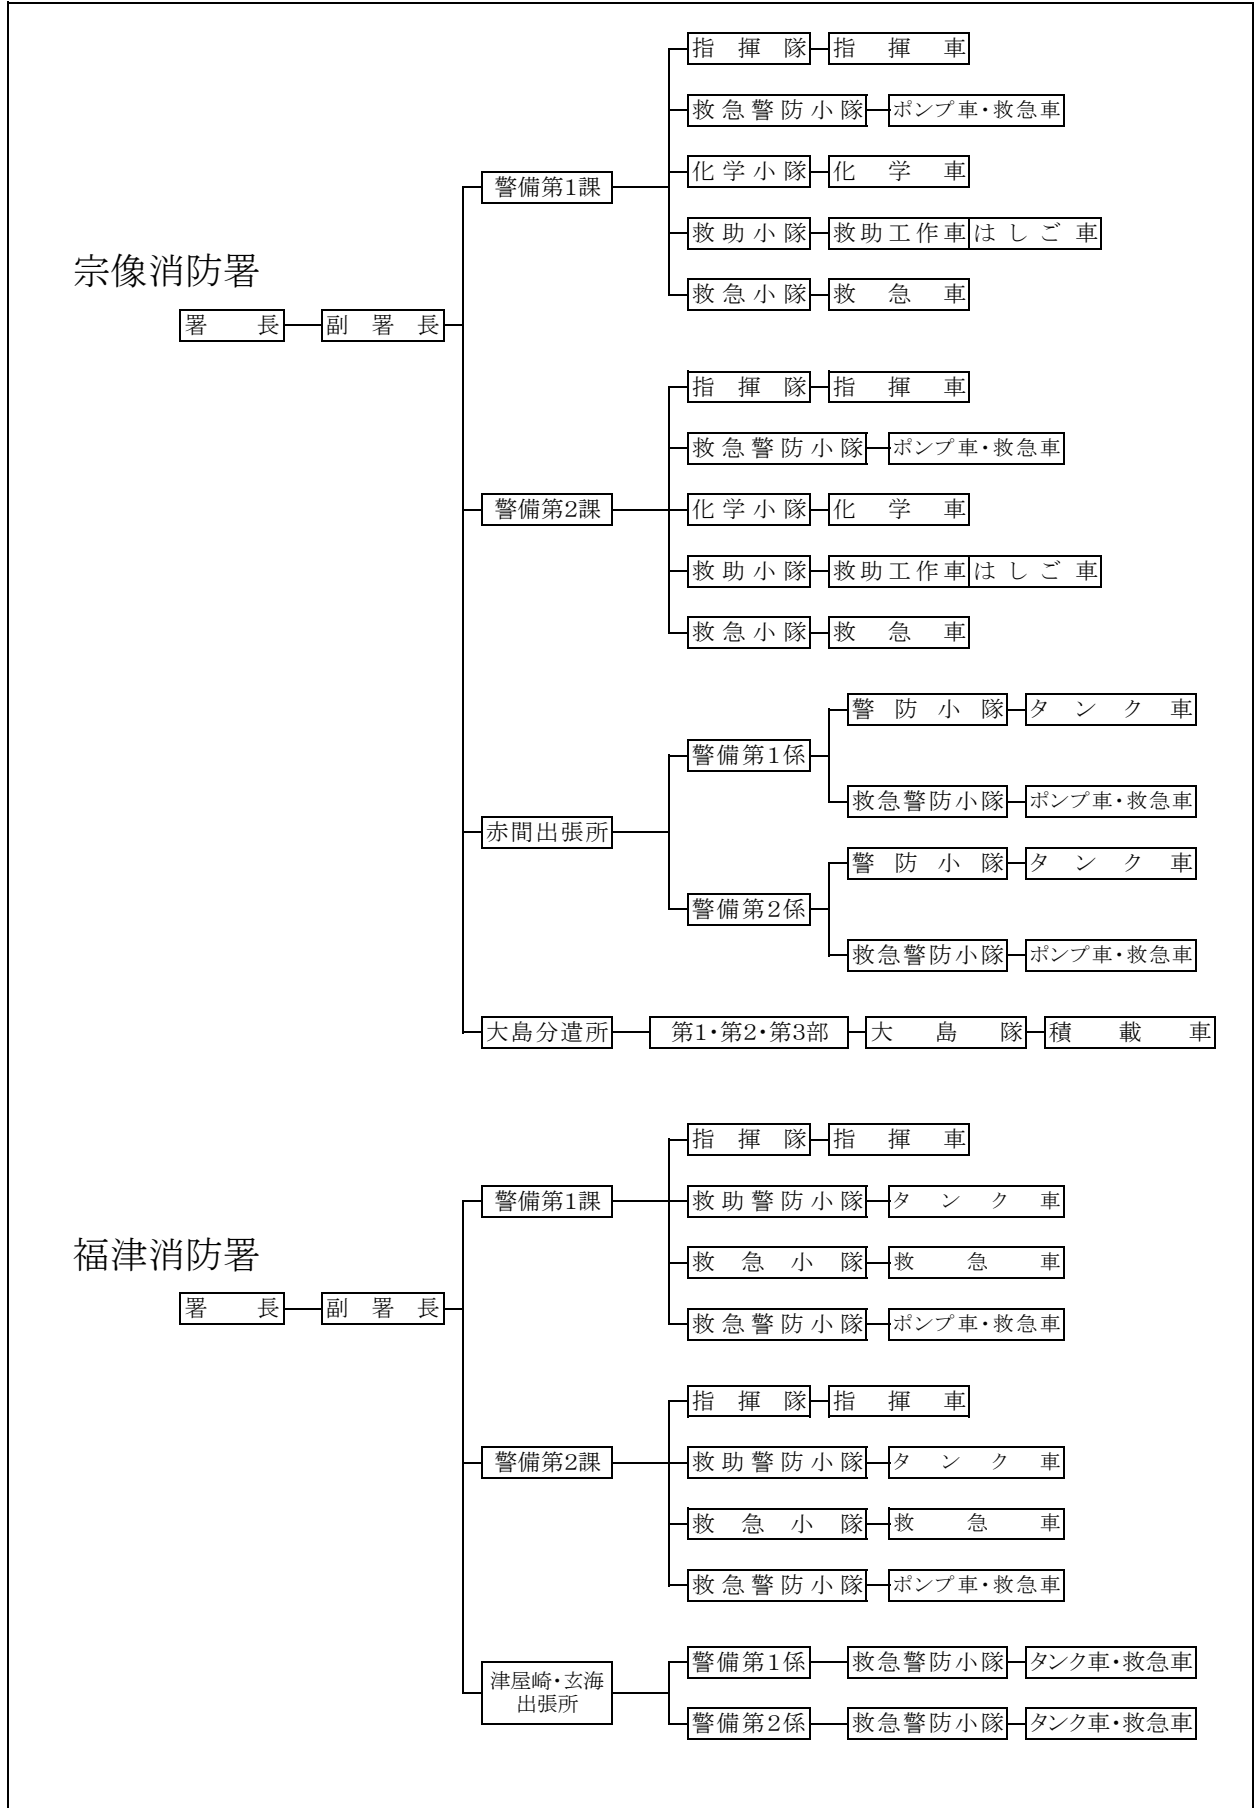 指揮隊 指揮車
救急警防小隊 ポンプ車・救急車
化学小隊 化学車
警備第1課
救助小隊 救助工作車 はしご車
宗像消防署
救急小隊 救急車
署長 副署長
指揮隊 指揮車
救急警防小隊 ポンプ車・救急車
警備第2課 化学小隊 化学車
救助小隊 救助工作車 はしご車
救急小隊 救急車
警防小隊 タンク車
警備第1係
救急警防小隊 ポンプ車・救急車
赤間出張所
警防小隊 タンク車
警備第2係
救急警防小隊 ポンプ車・救急車
大島分遣所 第1・第2・第3部 大島隊 積載車
指揮隊 指揮車
警備第1課 救助警防小隊 タンク車
福津消防署
救急小隊 救急車
署長 副署長
救急警防小隊 ポンプ車・救急車
指揮隊 指揮車
警備第2課 救助警防小隊 タンク車
救急小隊 救急車
救急警防小隊 ポンプ車・救急車
警備第1係 救急警防小隊 タンク車・救急車
津屋崎・玄海
出張所
警備第2係 救急警防小隊 タンク車・救急車